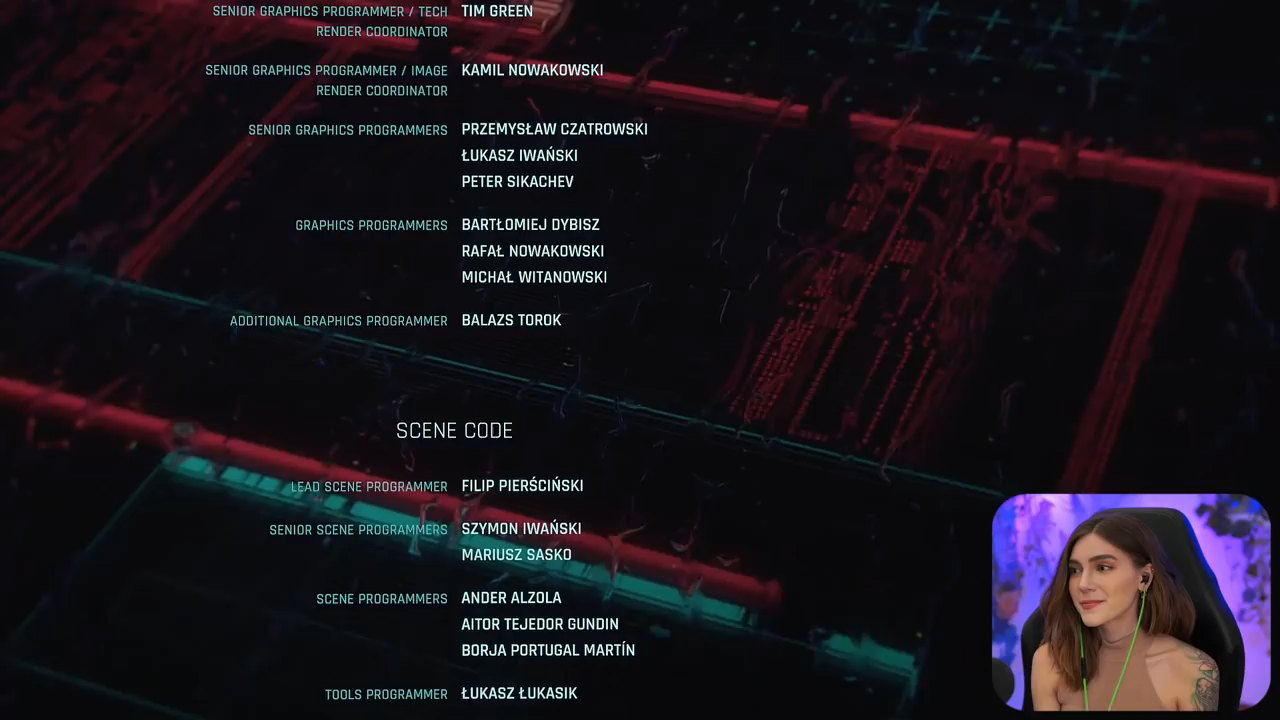 SENIOR GRAPHICS PROGRAMMER / TECH RENDER COORDINATOR TIM GREEN
SENIOR GRAPHICS PROGRAMMER / IMAGE RENDER COORDINATOR KAMIL NOWAKOWSKI
SENIOR GRAPHICS PROGRAMMERS PRZEMYSŁAW CZATROWSKI
ŁUKASZ IWAŃSKI
PETER SIKACHEV
GRAPHICS PROGRAMMERS BARTŁOMIEJ DYBISZ
RAFAŁ NOWAKOWSKI
MICHAŁ WITANOWSKI
ADDITIONAL GRAPHICS PROGRAMMER BALAZS TOROK
SCENE CODE
LEAD SCENE PROGRAMMER FILIP PIERŚCIŃSKI
SENIOR SCENE PROGRAMMERS SZYMON IWAŃSKI
MARIUSZ SASKO
SCENE PROGRAMMERS ANDER ALZOLA
AITOR TEJEDOR GUNDIN
BORJA PORTUGAL MARTÍN
TOOLS PROGRAMMER ŁUKASZ ŁUKASIK